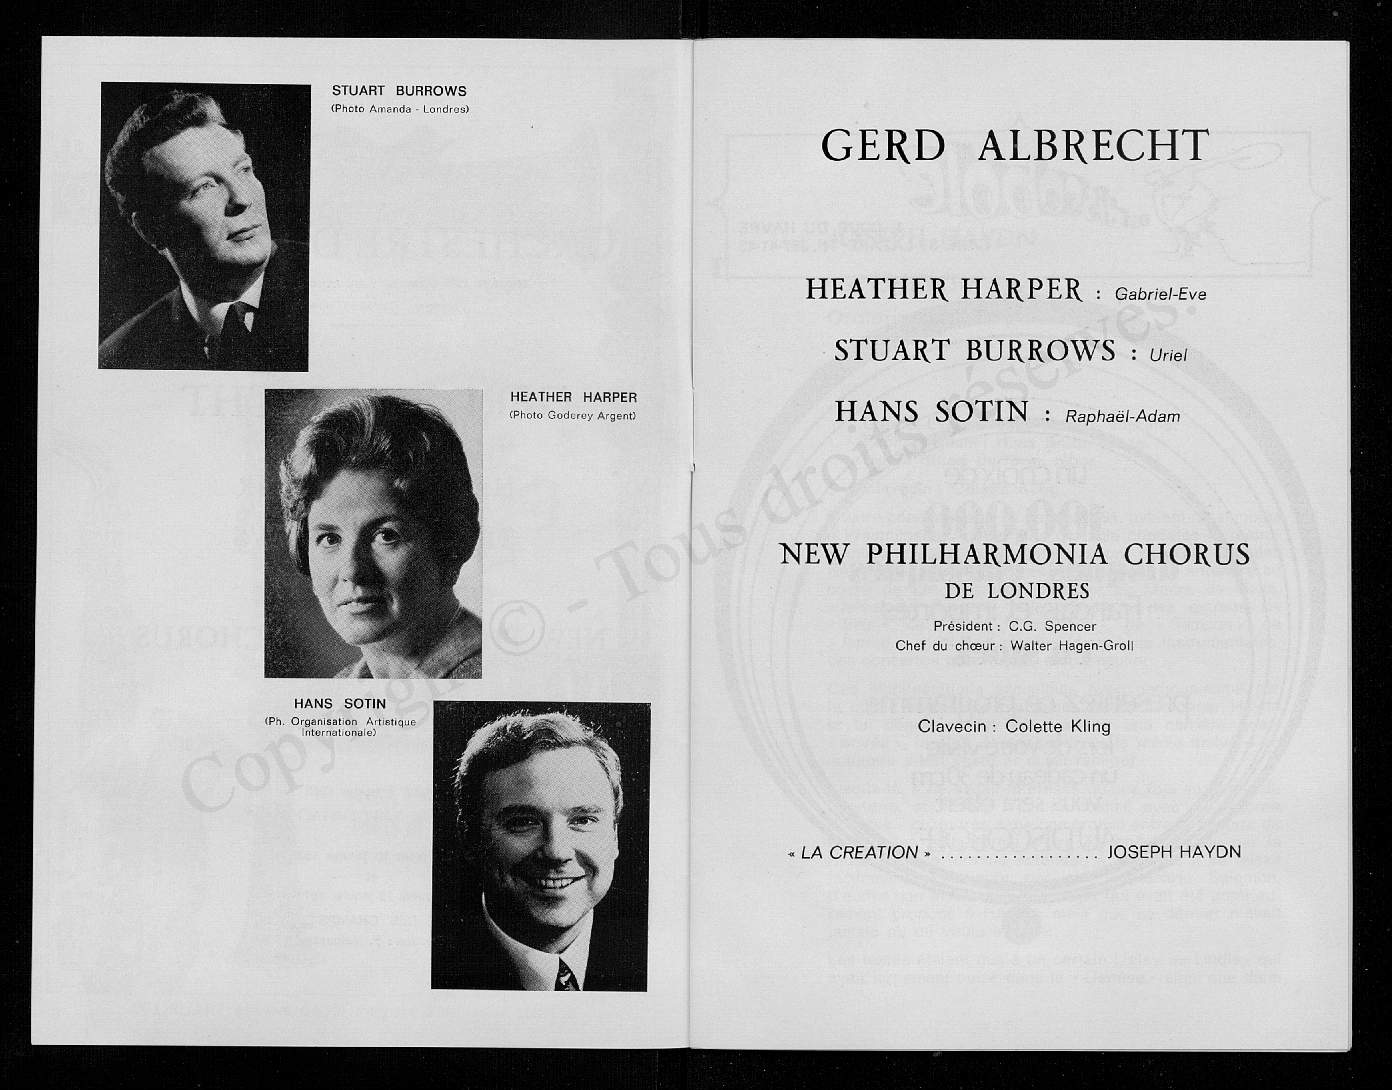 STUART BURROWS
(Photo Amanda - Londres)
HEATHER HARPER
(Photo Goderey Argent)
HANS SOTIN
(Ph. Organisation Artistique
Internationale)
GERD ALBRECHT
HEATHER HARPER : Gabriel-Eve
STUART BURROWS : Uriel
HANS SOTIN : Raphaël-Adam
NEW PHILHARMONIA CHORUS
DE LONDRES
Président : C.G. Spencer
Chef du chœur : Walter Hagen-Groll
Clavecin : Colette Kling
« LA CREATION » .................. JOSEPH HAYDN
Copyright © - Tous droits réservés.